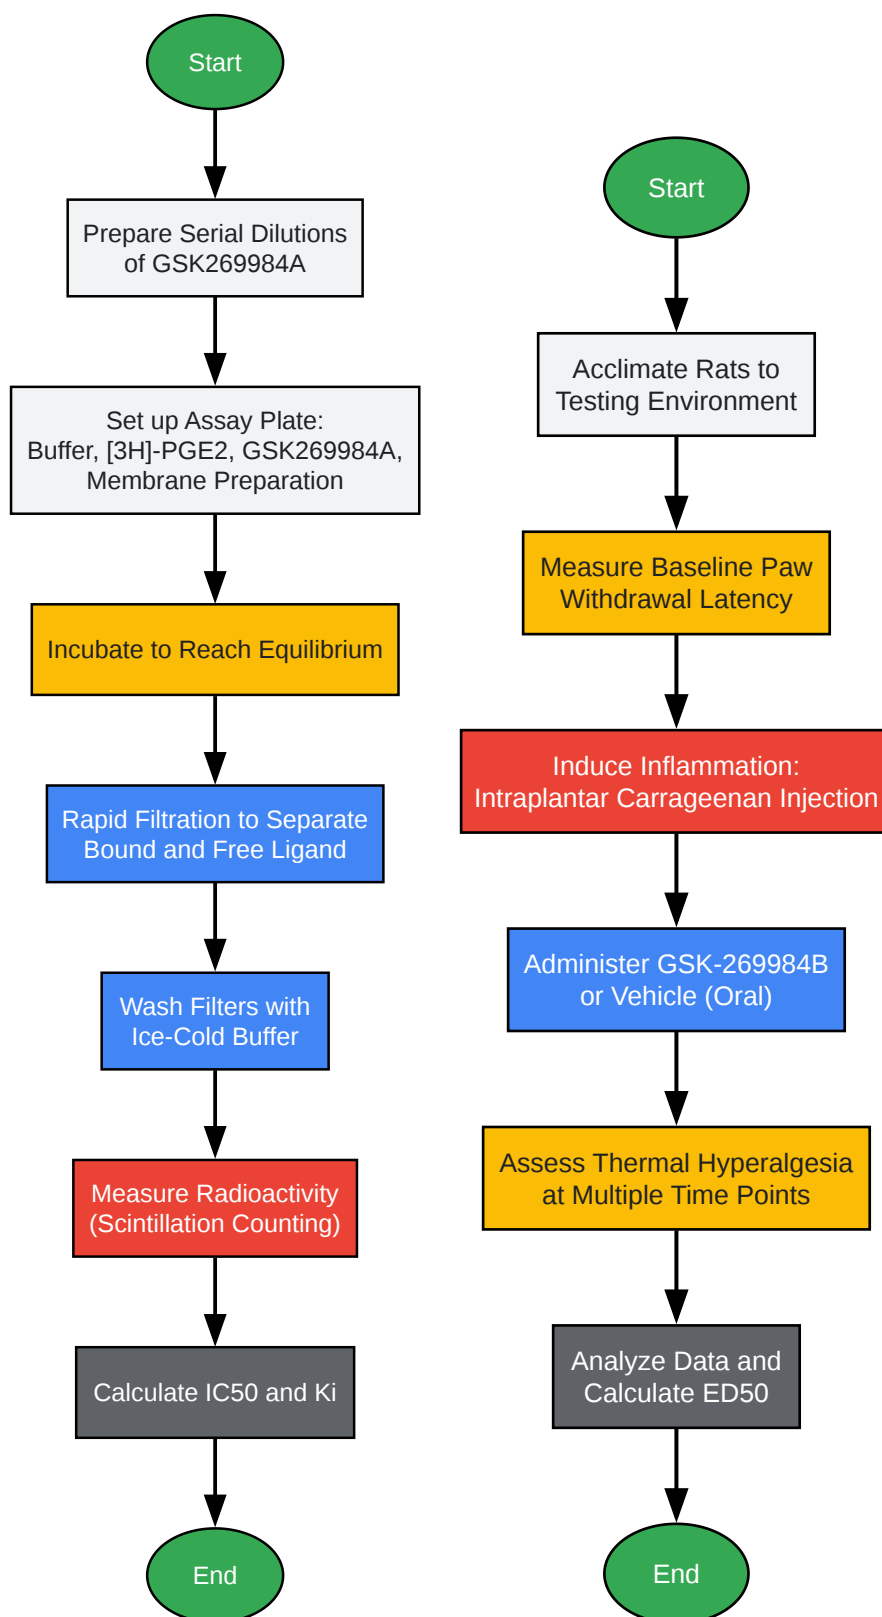 Start
Prepare Serial Dilutions
of GSK269984A
Set up Assay Plate:
Buffer, [3H]-PGE2, GSK269984A,
Membrane Preparation
Incubate to Reach Equilibrium
Rapid Filtration to Separate
Bound and Free Ligand
Wash Filters with
Ice-Cold Buffer
Measure Radioactivity
(Scintillation Counting)
Calculate IC50 and Ki
End
Start
Acclimate Rats to
Testing Environment
Measure Baseline Paw
Withdrawal Latency
Induce Inflammation:
Intraplantar Carrageenan Injection
Administer GSK-269984B
or Vehicle (Oral)
Assess Thermal Hyperalgesia
at Multiple Time Points
Analyze Data and
Calculate ED50
End